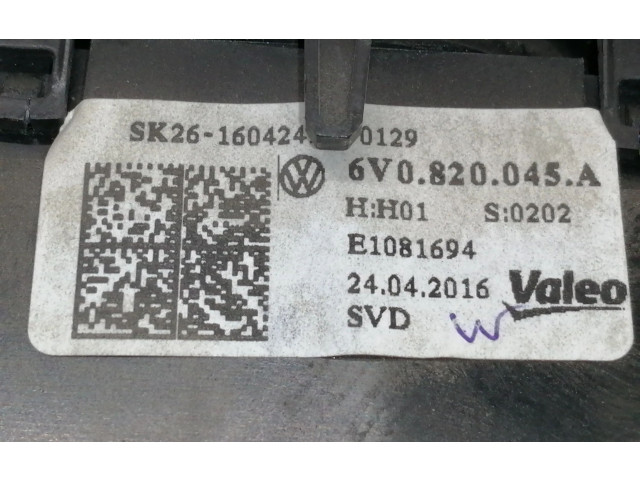 SK26-160424 0129
6V0.820.045.A
H:H01 S:0202
E1081694
24.04.2016 Valeo
SVD